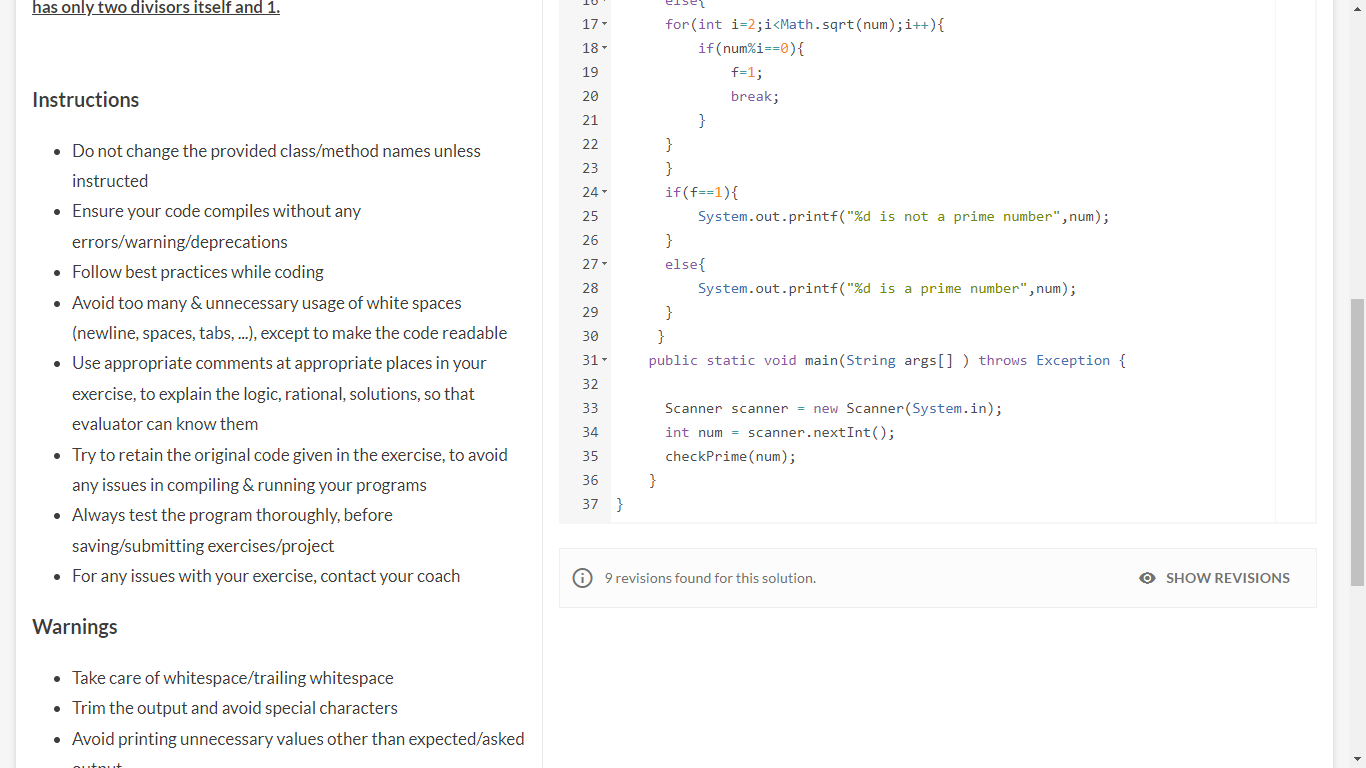 has only two divisors itself and 1.
Instructions
Do not change the provided class/method names unless
instructed
Ensure your code compiles without any
errors/warning/deprecations
Follow best practices while coding
Avoid too many & unnecessary usage of white spaces
(newline, spaces, tabs, ...), except to make the code readable
Use appropriate comments at appropriate places in your
exercise, to explain the logic, rational, solutions, so that
evaluator can know them
Try to retain the original code given in the exercise, to avoid
any issues in compiling & running your programs
Always test the program thoroughly, before
saving/submitting exercises/project
For any issues with your exercise, contact your coach
Warnings
Take care of whitespace/trailing whitespace
Trim the output and avoid special characters
Avoid printing unnecessary values other than expected/asked
output
16 else{
17 for(int i=2;i<Math.sqrt(num);i++){
18 if(num%i==0){
19 f=1;
20 break;
21 }
22 }
23 }
24 if(f==1){
25 System.out.printf("%d is not a prime number",num);
26 }
27 else{
28 System.out.printf("%d is a prime number",num);
29 }
30 }
31 public static void main(String args[] ) throws Exception {
32
33 Scanner scanner = new Scanner(System.in);
34 int num = scanner.nextInt();
35 checkPrime(num);
36 }
37 }
9 revisions found for this solution.
SHOW REVISIONS